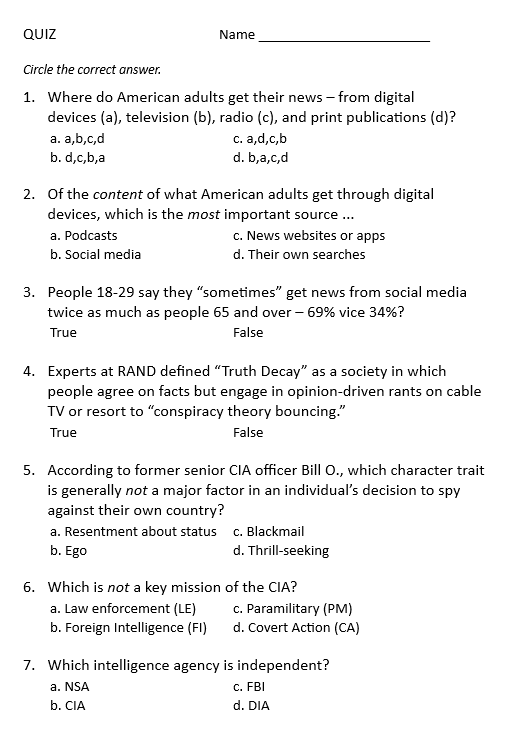 QUIZ Name ________________________
Circle the correct answer.
1. Where do American adults get their news – from digital
devices (a), television (b), radio (c), and print publications (d)?
a. a,b,c,d c. a,d,c,b
b. d,c,b,a d. b,a,c,d
2. Of the content of what American adults get through digital
devices, which is the most important source ...
a. Podcasts c. News websites or apps
b. Social media d. Their own searches
3. People 18-29 say they “sometimes” get news from social media
twice as much as people 65 and over – 69% vice 34%?
True False
4. Experts at RAND defined “Truth Decay” as a society in which
people agree on facts but engage in opinion-driven rants on cable
TV or resort to “conspiracy theory bouncing.”
True False
5. According to former senior CIA officer Bill O., which character trait
is generally not a major factor in an individual’s decision to spy
against their own country?
a. Resentment about status c. Blackmail
b. Ego d. Thrill-seeking
6. Which is not a key mission of the CIA?
a. Law enforcement (LE) c. Paramilitary (PM)
b. Foreign Intelligence (FI) d. Covert Action (CA)
7. Which intelligence agency is independent?
a. NSA c. FBI
b. CIA d. DIA